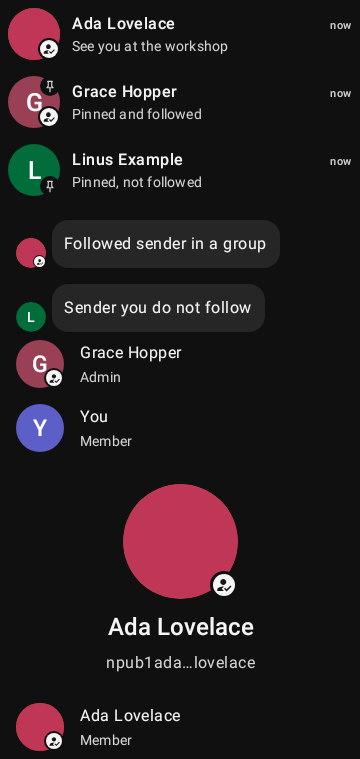 Ada Lovelace
now
See you at the workshop
G
Grace Hopper
now
Pinned and followed
L
Linus Example
now
Pinned, not followed
Followed sender in a group
L
Sender you do not follow
G
Grace Hopper
Admin
Y
You
Member
Ada Lovelace
npub1ada…lovelace
Ada Lovelace
Member